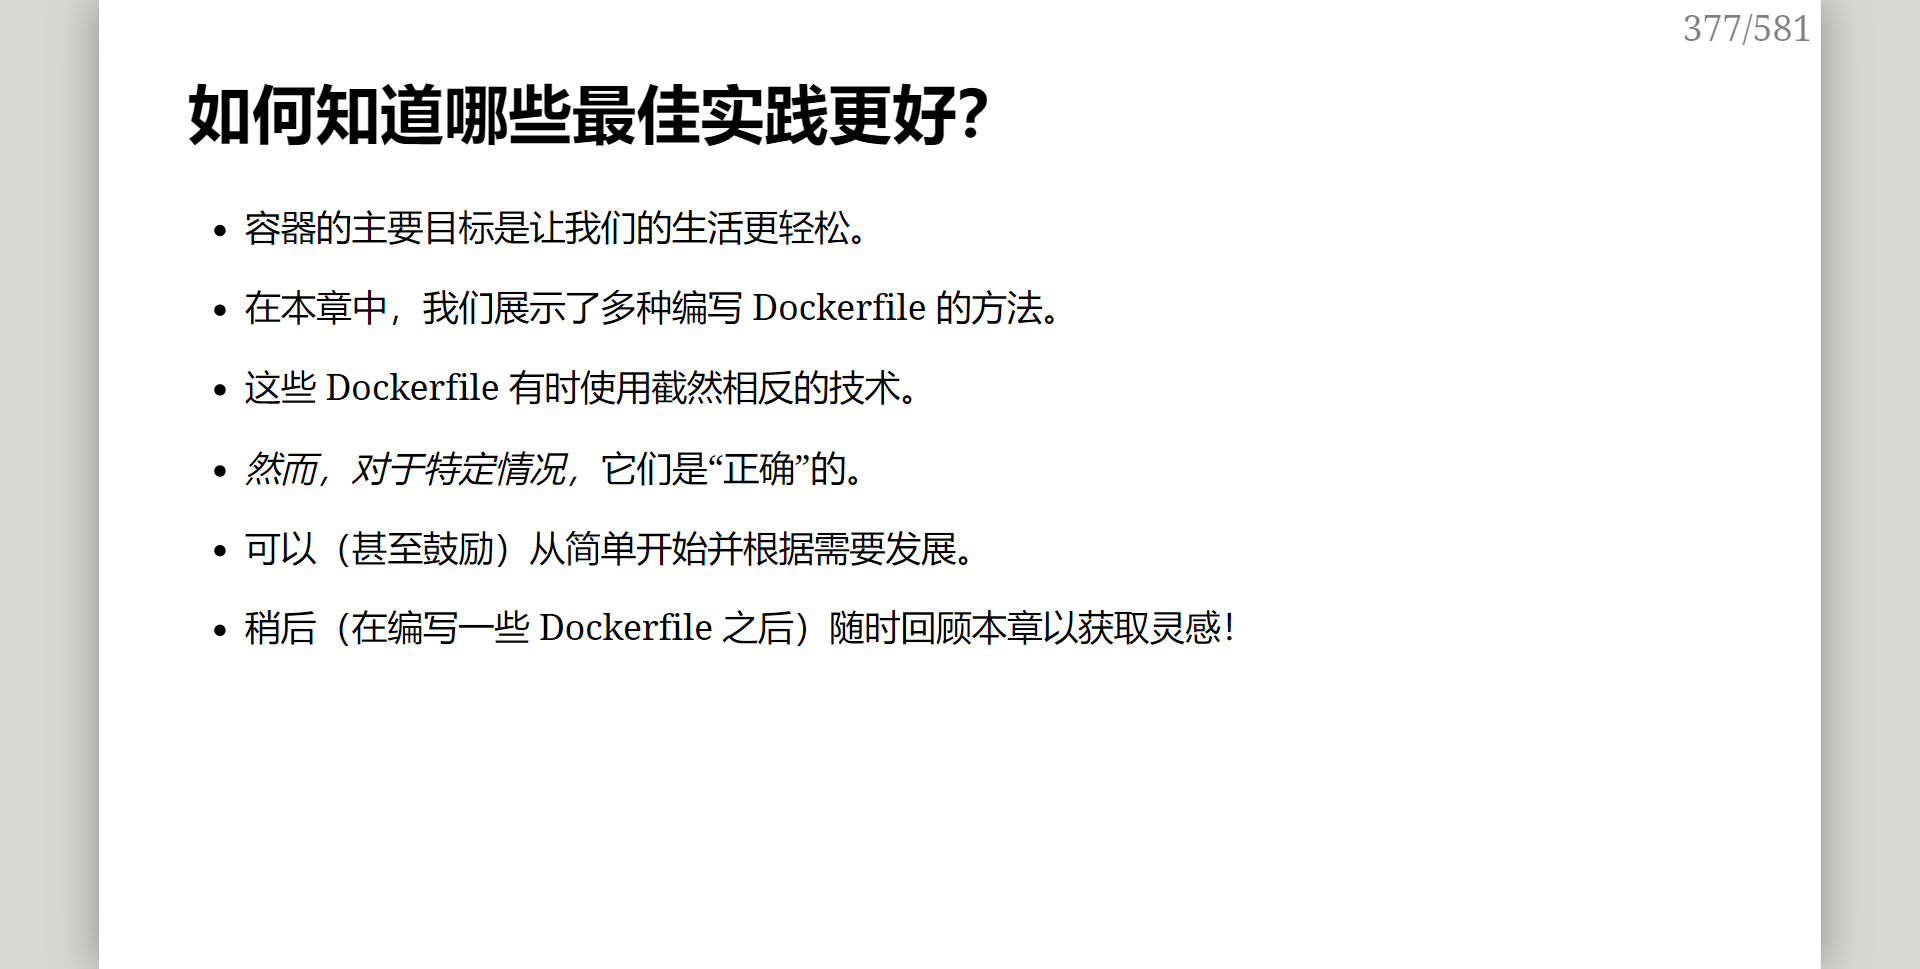 377/581
如何知道哪些最佳实践更好？
• 容器的主要目标是让我们的生活更轻松。
• 在本章中，我们展示了多种编写 Dockerfile 的方法。
• 这些 Dockerfile 有时使用截然相反的技术。
• 然而，对于特定情况，它们是“正确”的。
• 可以（甚至鼓励）从简单开始并根据需要发展。
• 稍后（在编写一些 Dockerfile 之后）随时回顾本章以获取灵感！